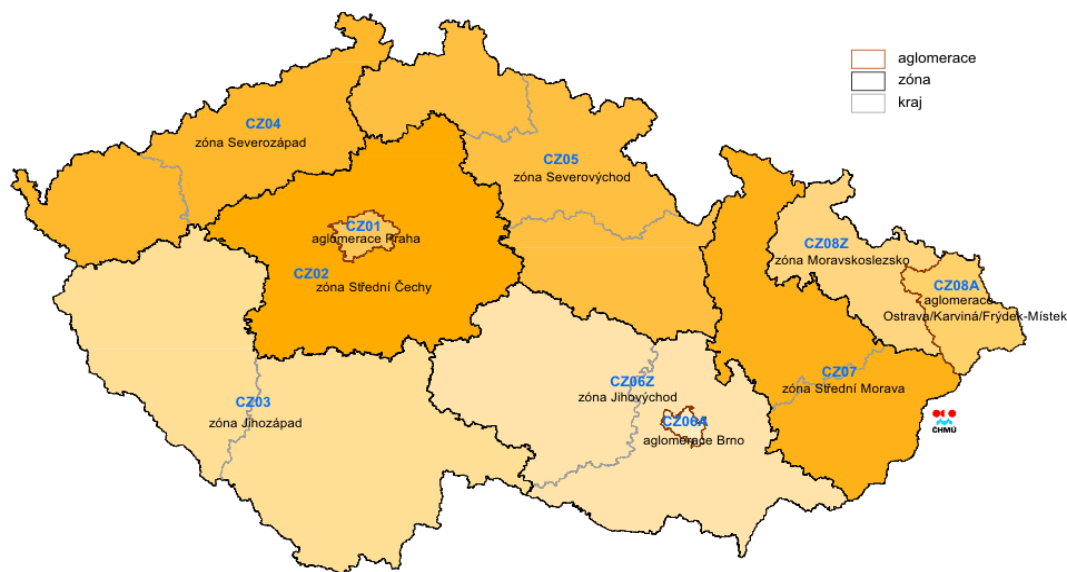 aglomerace
zóna
kraj
CZ04
zóna Severozápad
CZ05
zóna Severovýchod
CZ01
aglomerace Praha
CZ02
zóna Střední Čechy
CZ08Z
zóna Moravskoslezsko
CZ08A
aglomerace
Ostrava/Karviná/Frýdek-Místek
CZ03
zóna Jihozápad
CZ06Z
zóna Jihovýchod
CZ07
zóna Střední Morava
CZ06A
aglomerace Brno
ČHMÚ